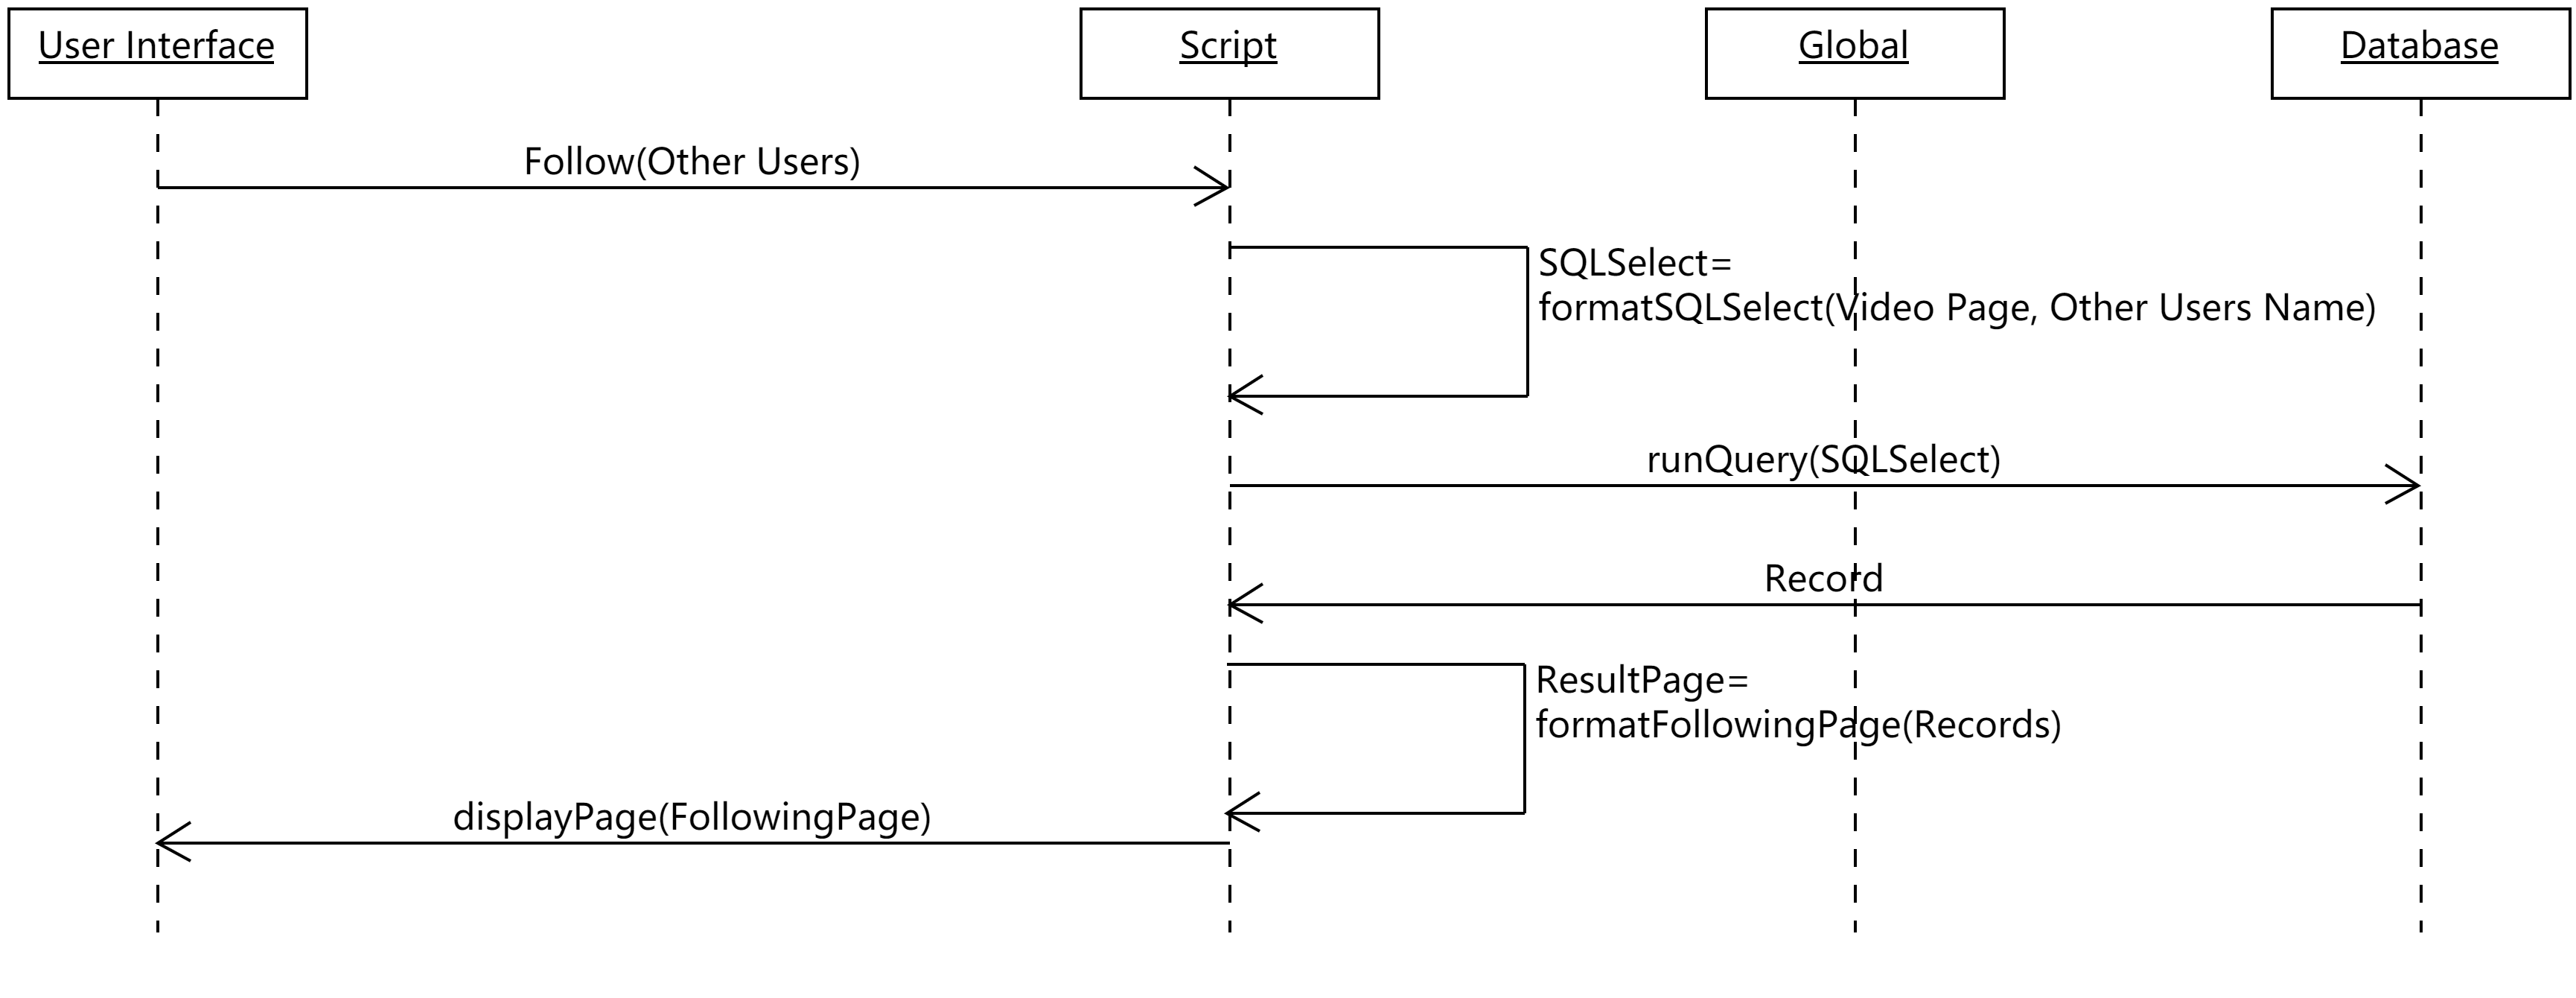 User Interface
Script
Global
Database
Follow(Other Users)
SQLSelect=
formatSQLSelect(Video Page, Other Users Name)
runQuery(SQLSelect)
Record
ResultPage=
formatFollowingPage(Records)
displayPage(FollowingPage)